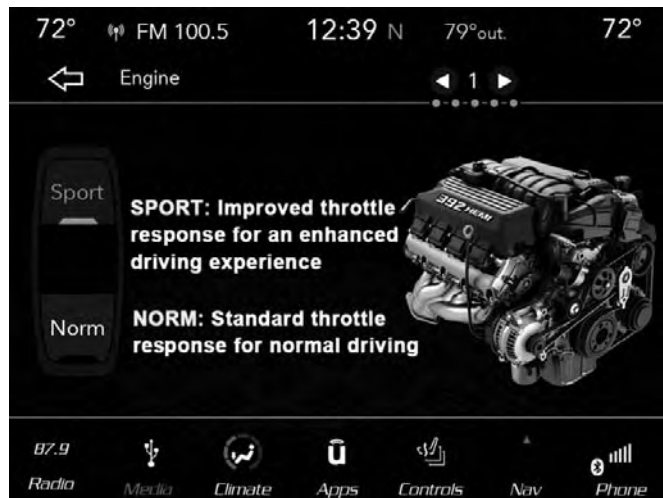 72° FM 100.5 12:39 N 79°out. 72°
Engine 1
Sport
SPORT: Improved throttle
response for an enhanced
driving experience
392 HEMI
Norm
NORM: Standard throttle
response for normal driving
87.9 ū
Radio Media Climate Apps Controls Nav Phone